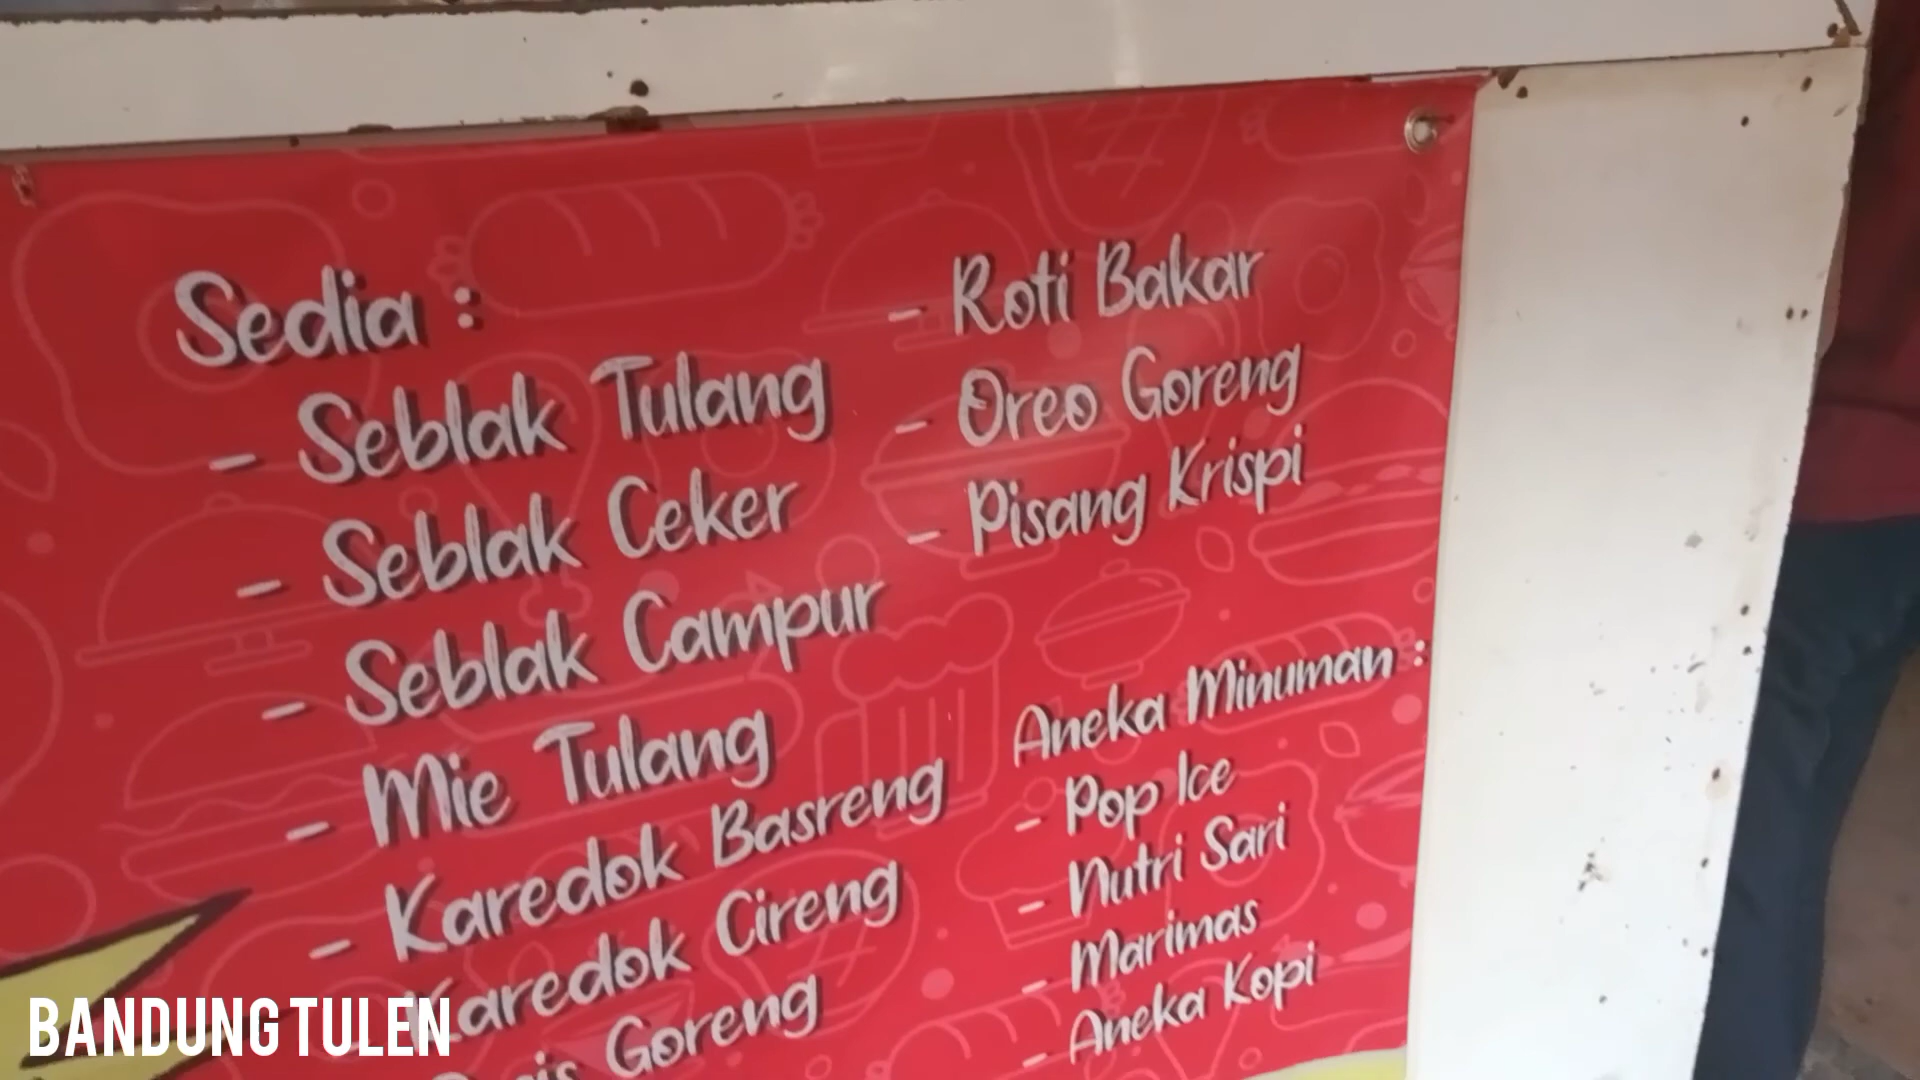 Sedia :
- Seblak Tulang
- Seblak Ceker
- Seblak Campur
- Mie Tulang
- Karedok Basreng
- Karedok Cireng
Goreng
- Roti Bakar
- Oreo Goreng
- Pisang Krispi
Aneka Minuman :
- Pop Ice
- Nutri Sari
- Marimas
- Aneka Kopi
BANDUNG TULEN